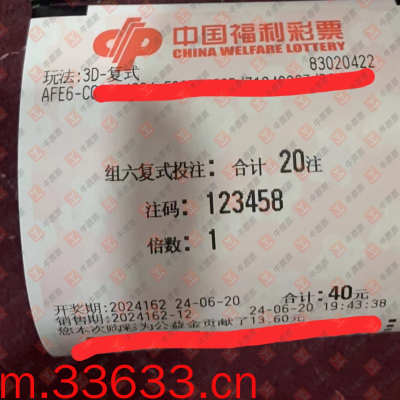 中国福利彩票
CHINA WELFARE LOTTERY
玩法:3D-复式
83020422
AFE6-C
组六复式投注: 合计 20注
注码: 123458
倍数: 1
合计:40元
开奖期:2024162 24-06-20
销售期:2024162-12 24-06-20 19:43:38
您本次购彩为公益金贡献了13.60元
m.33633.cn